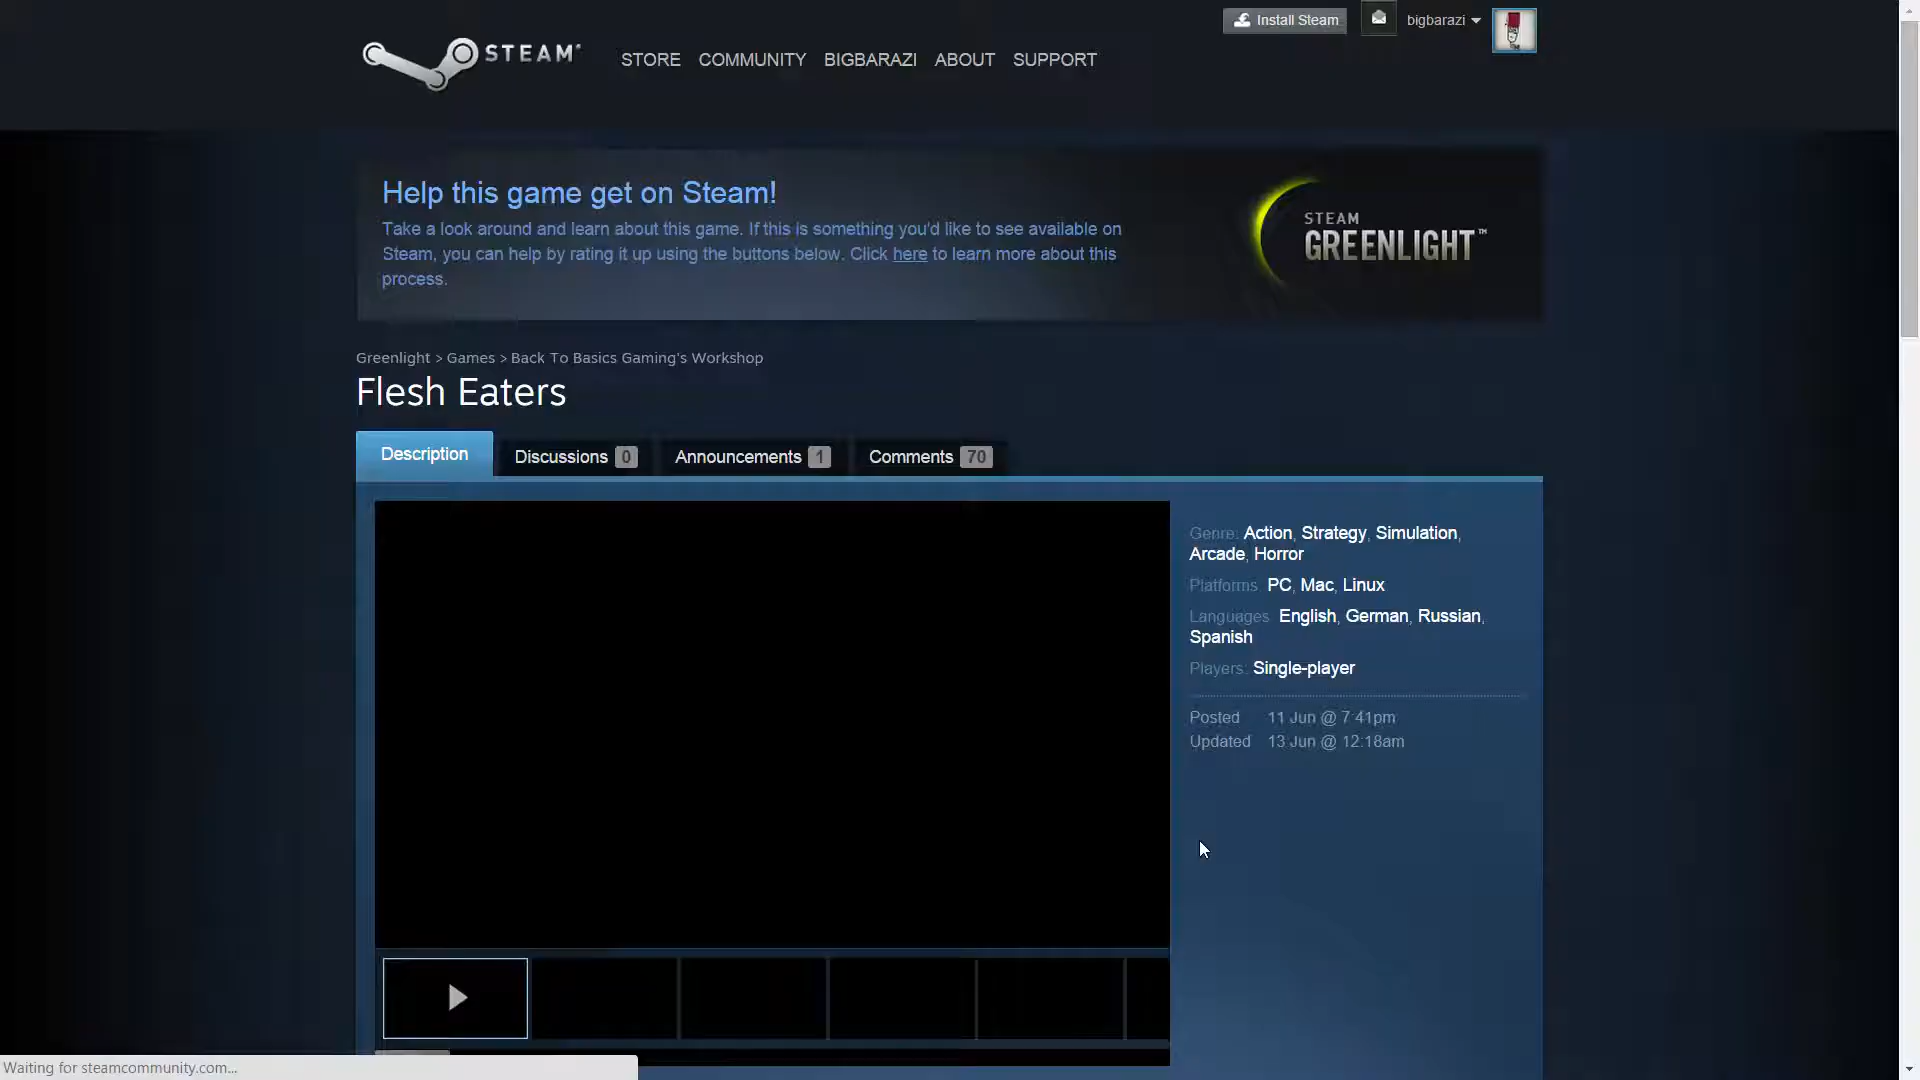 Install Steam
bigbarazi
STEAM
STORE COMMUNITY BIGBARAZI ABOUT SUPPORT
Help this game get on Steam!
Take a look around and learn about this game. If this is something you'd like to see available on
Steam, you can help by rating it up using the buttons below. Click here to learn more about this
process.
STEAM
GREENLIGHT™
Greenlight > Games > Back To Basics Gaming's Workshop
Flesh Eaters
Description Discussions 0 Announcements 1 Comments 70
Genre: Action, Strategy, Simulation,
Arcade, Horror
Platforms: PC, Mac, Linux
Languages: English, German, Russian,
Spanish
Players: Single-player
Posted 11 Jun @ 7:41pm
Updated 13 Jun @ 12:18am
Waiting for steamcommunity.com...